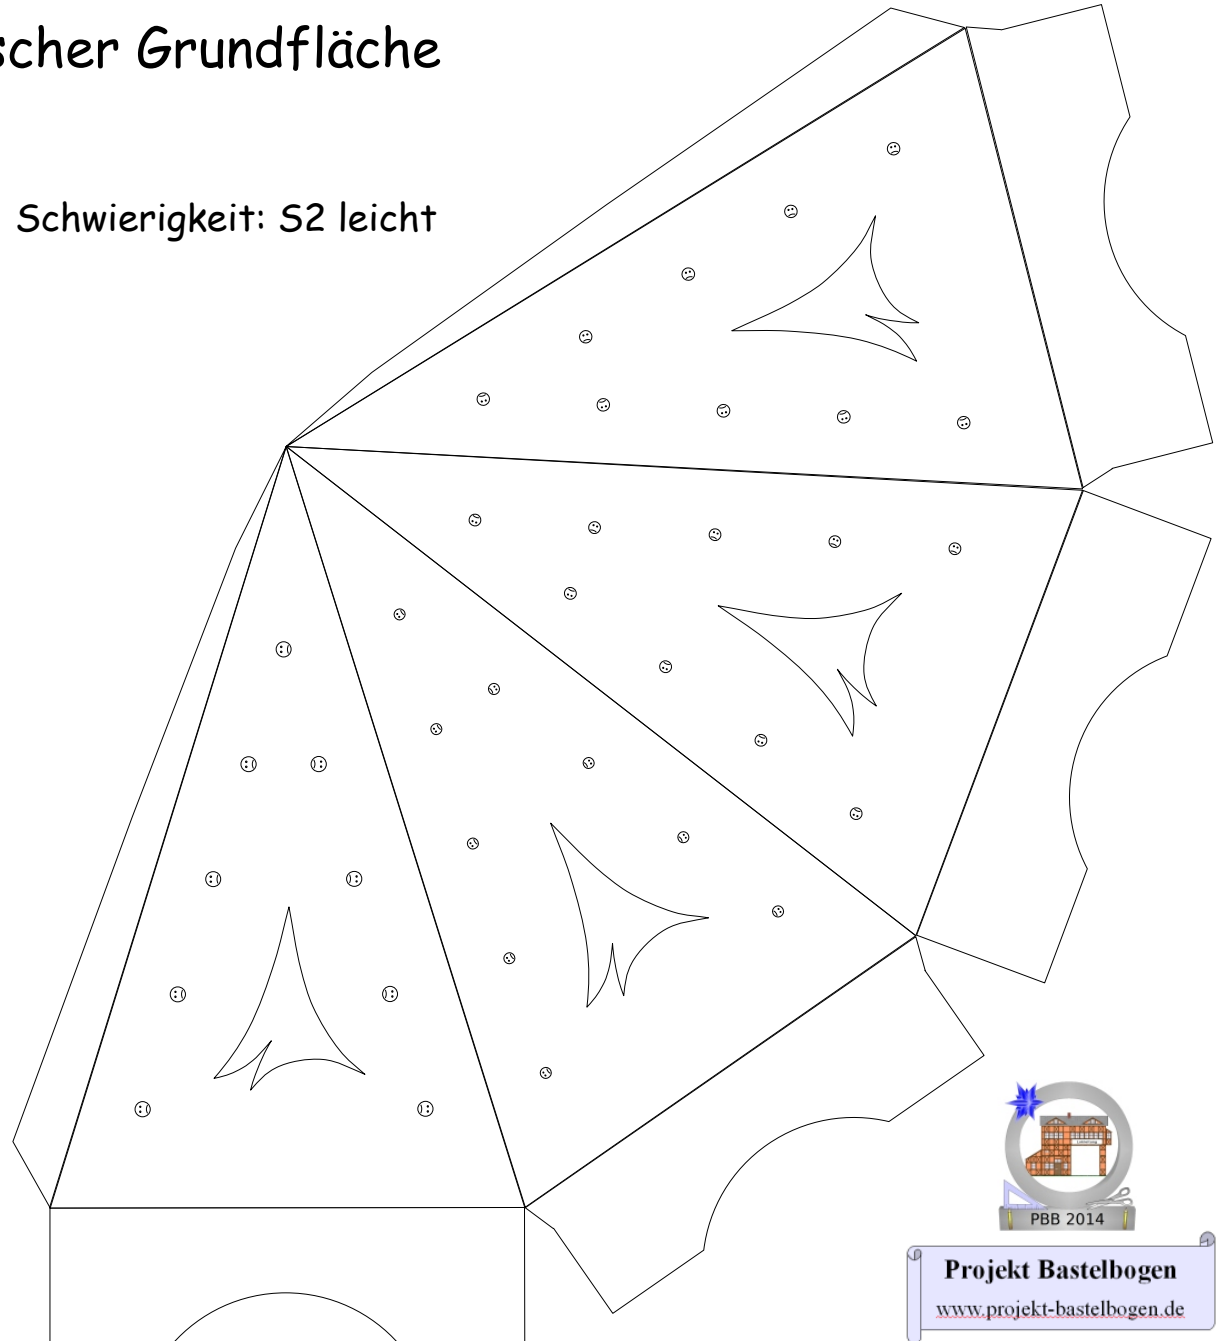 scher Grundfläche
Schwierigkeit: S2 leicht
PBB 2014
Projekt Bastelbogen
www.projekt-bastelbogen.de